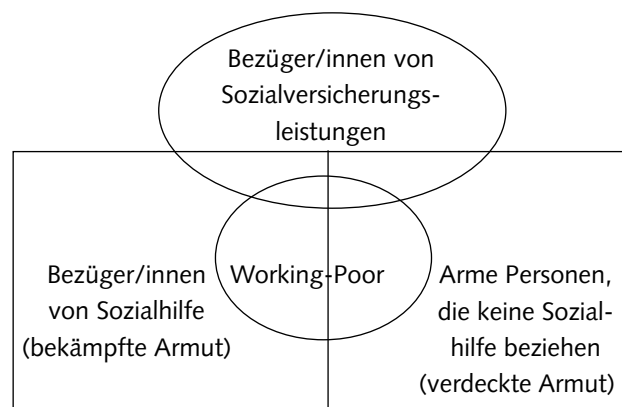 Bezüger/innen von
Sozialversicherungs-
leistungen
Bezüger/innen
von Sozialhilfe
(bekämpfte Armut)
Working-Poor
Arme Personen,
die keine Sozial-
hilfe beziehen
(verdeckte Armut)